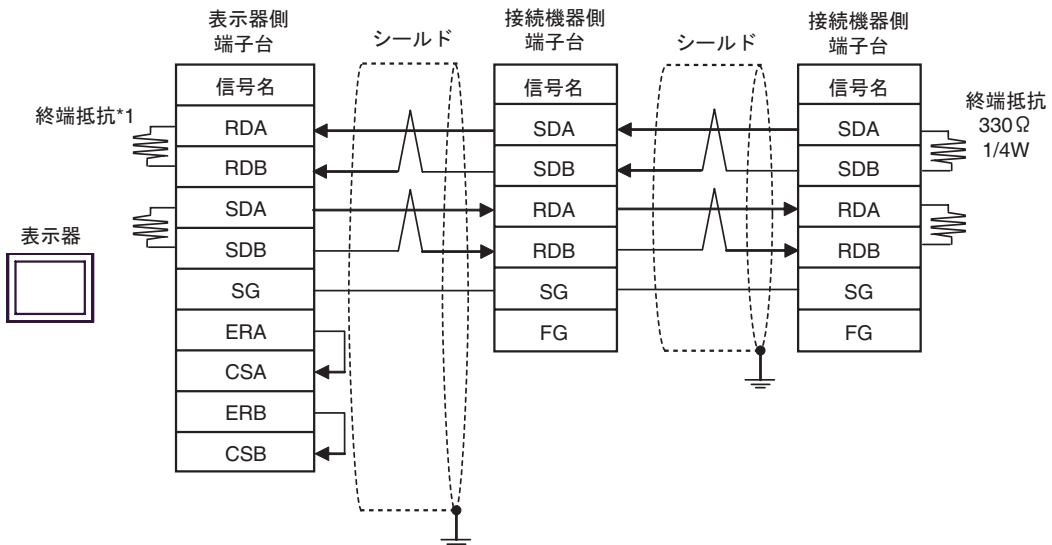 表示器側
端子台
シールド
接続機器側
端子台
シールド
接続機器側
端子台
終端抵抗*1
信号名
RDA
RDB
SDA
SDB
SG
ERA
CSA
ERB
CSB
信号名
SDA
SDB
RDA
RDB
SG
FG
信号名
SDA
SDB
RDA
RDB
SG
FG
終端抵抗
330Ω
1/4W
表示器